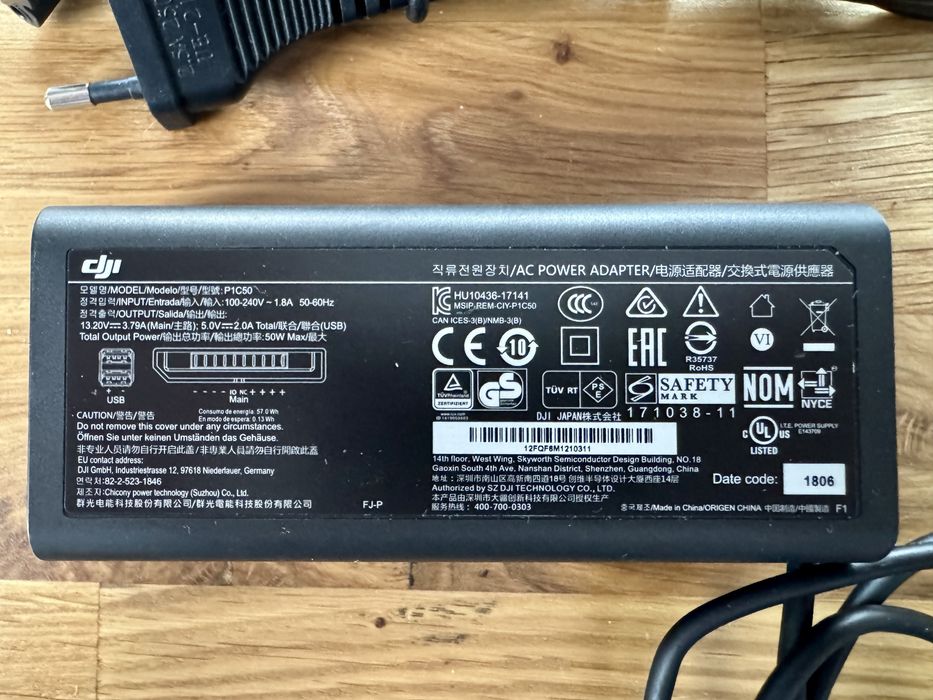 dji
직류전원장치/AC POWER ADAPTER/电源适配器/交換式電源供應器
모델명/MODEL/Modelo/型号/型號: P1C50
정격입력/INPUT/Entrada/输入/輸入: 100-240V ~ 1.8A 50-60Hz
정격출력/OUTPUT/Salida/输出/輸出:
13.20V ⎓ 3.79A(Main/主路); 5.0V ⎓ 2.0A Total/联合/聯合(USB)
Total Output Power/输出总功率/輸出總功率: 50W Max/最大
+ -
USB
- - - - IO NC + + + +
Main
Consumo de energía: 57.0 Wh
En modo de espera: 0.13 Wh
CAUTION/警告/警告
Do not remove this cover under any circumstances.
Öffnen Sie unter keinen Umständen das Gehäuse.
非专业人员请勿自行开启此盖/非專業人員請勿自行開啟此蓋
EU contact address:
DJI GmbH, Industriestrasse 12, 97618 Niederlauer, Germany
연락처:82-2-523-1846
제조자:Chicony power technology (Suzhou) Co., Ltd.
群光电能科技股份有限公司/群光電能科技股份有限公司
FJ-P
HU10436-17141
MSIP-REM-CIY-P1C50
CAN ICES-3(B)/NMB-3(B)
CCC
VI
CE
10
EAC
R35737
RoHS
TÜVRheinland
ZERTIFIZIERT
GS
TÜV RT
PS
E
S SAFETY
MARK
171038-11
NOM
NYCE
DJI JAPAN株式会社
c UL US
LISTED
I.T.E. POWER SUPPLY
E143709
12FQF6M1210311
14th floor, West Wing, Skyworth Semiconductor Design Building, NO.18
Gaoxin South 4th Ave, Nanshan District, Shenzhen, Guangdong, China
地址: 深圳市南山区高新南四道18号 创维半导体设计大厦西座14层
Authorized by SZ DJI TECHNOLOGY CO., LTD.
本产品由深圳市大疆创新科技有限公司授权生产
服务热线: 400-700-0303
Date code: 1806
중국제조/Made in China/ORIGEN CHINA 中国制造/中國製造 F1